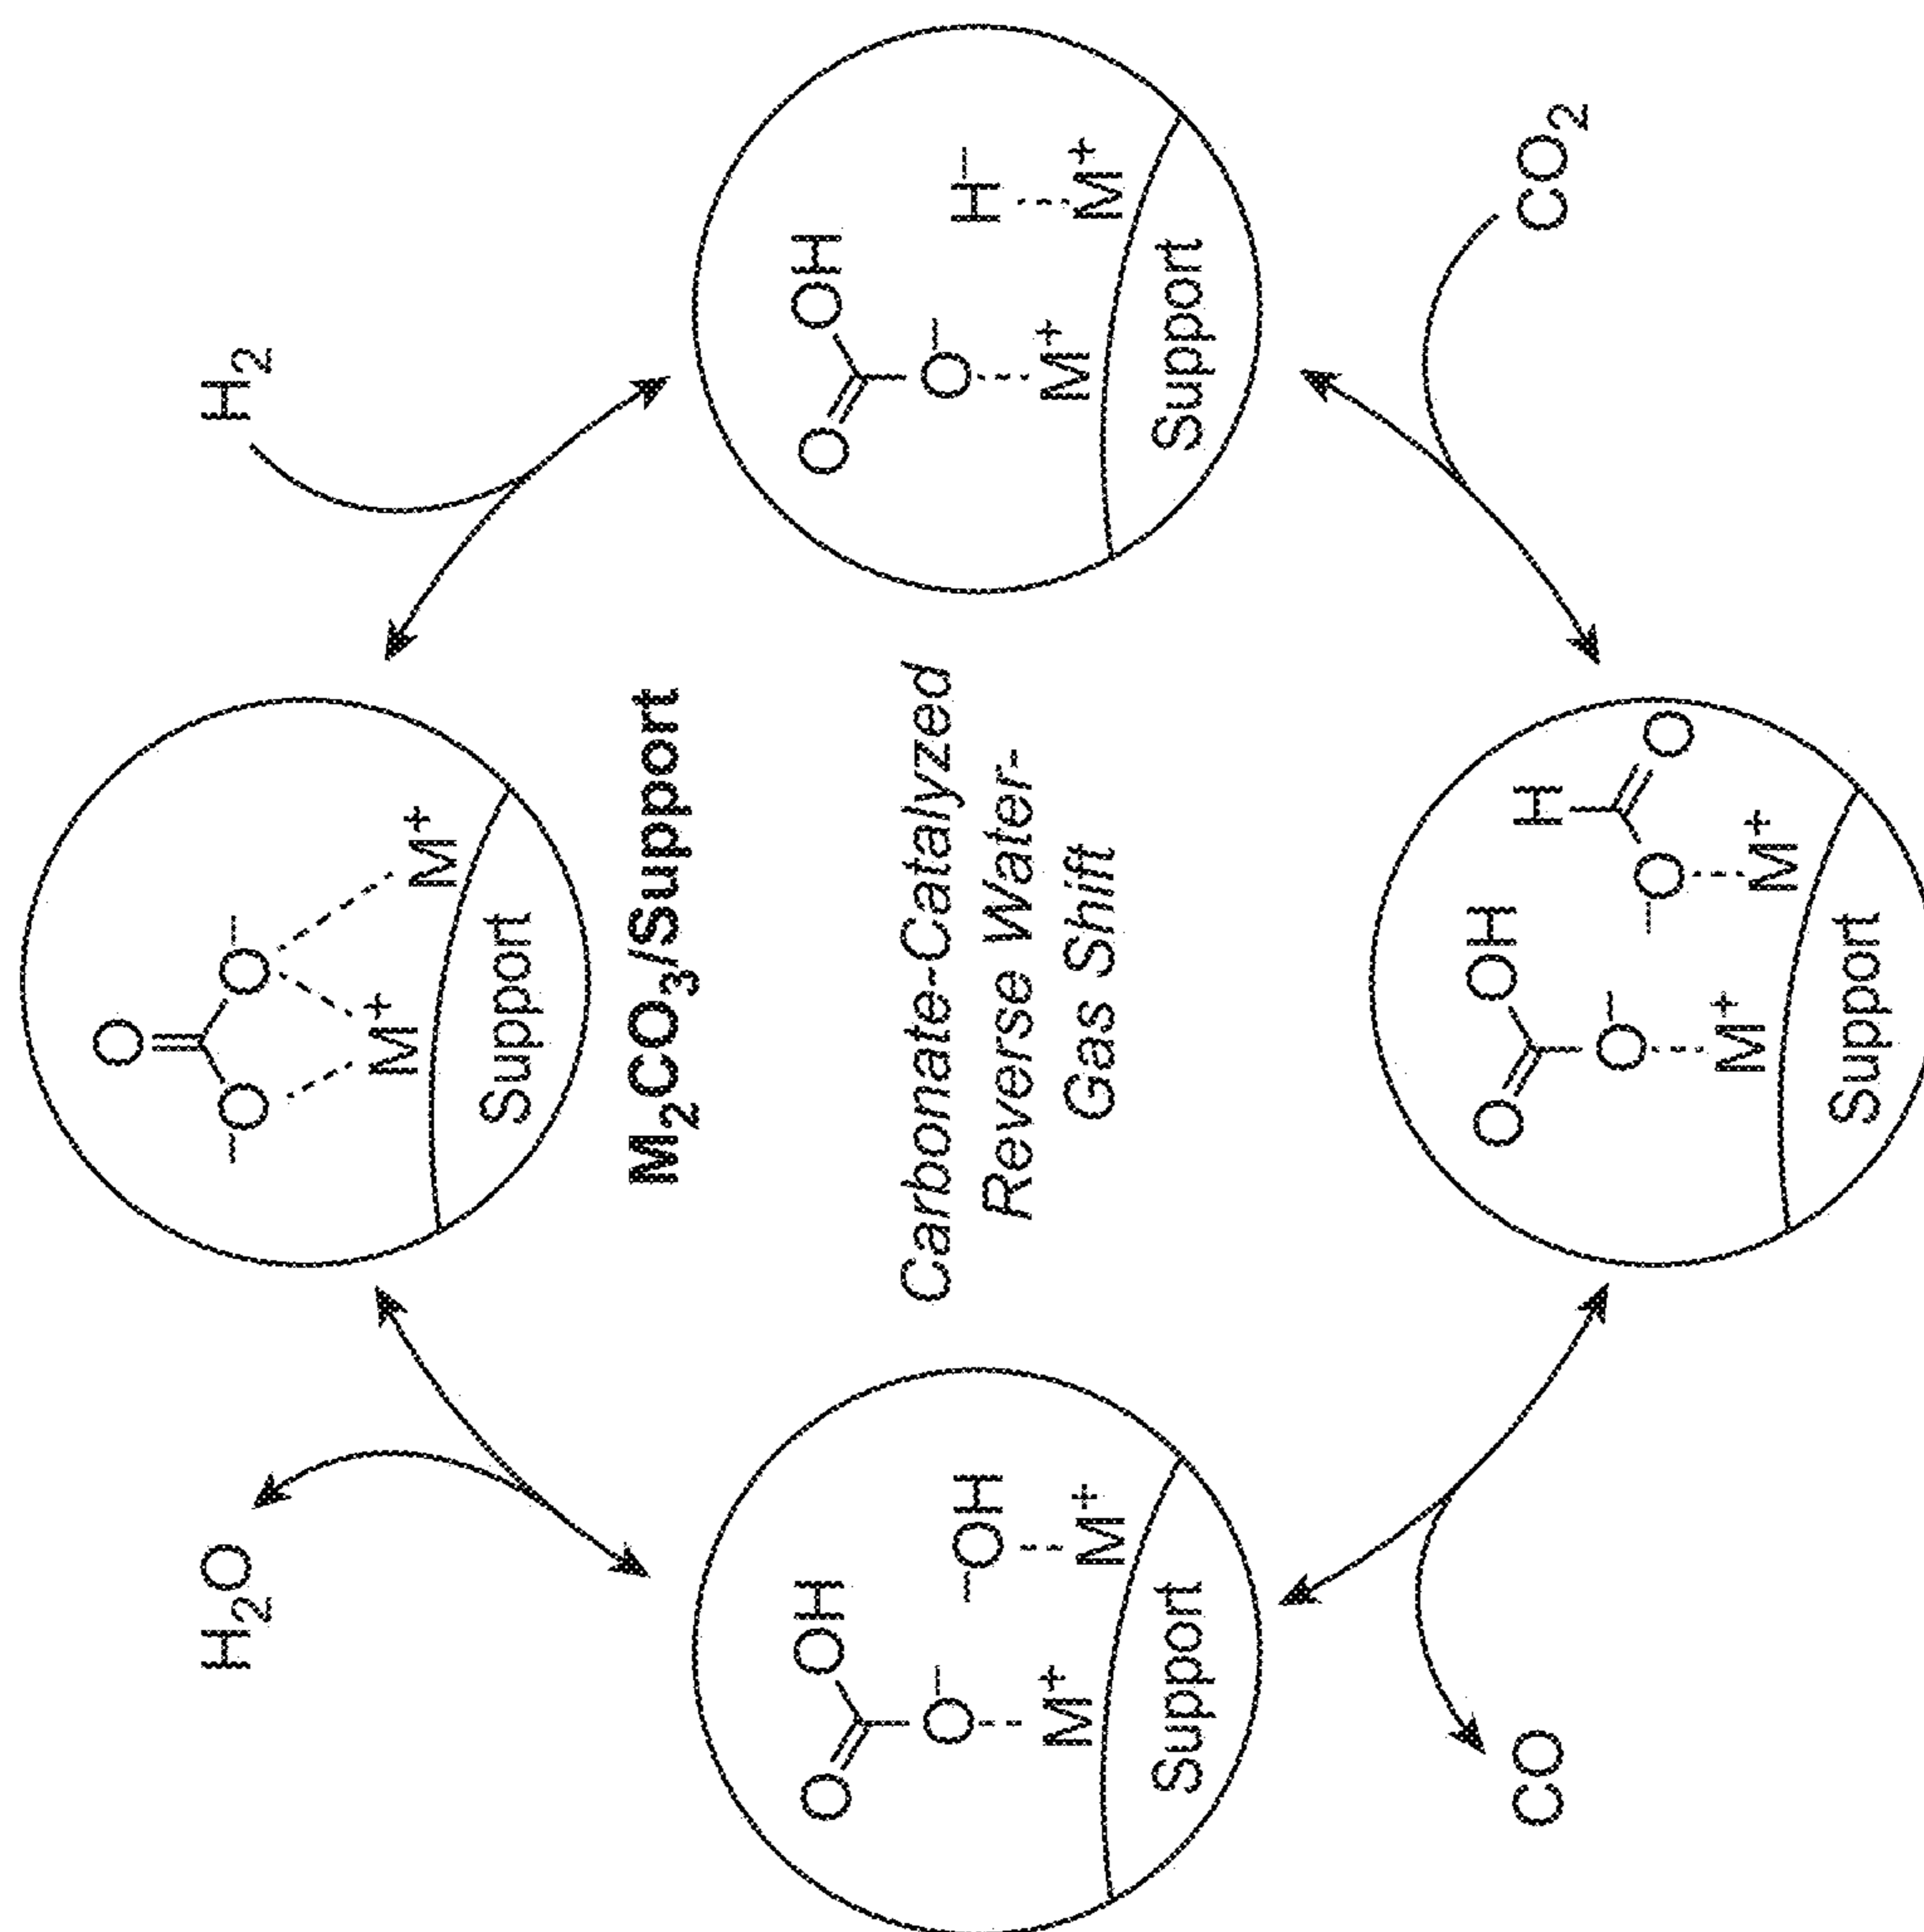 O
⁻O O⁻
M⁺ M⁺
Support
H₂O
H₂
M₂CO₃/Support
Carbonate-Catalyzed
Reverse Water-
Gas Shift
O OH
O⁻ ⁻OH
M⁺ M⁺
Support
O OH
O⁻ H⁻
M⁺ M⁺
Support
O OH H
O⁻ ⁻O O
M⁺ M⁺
Support
CO
CO₂